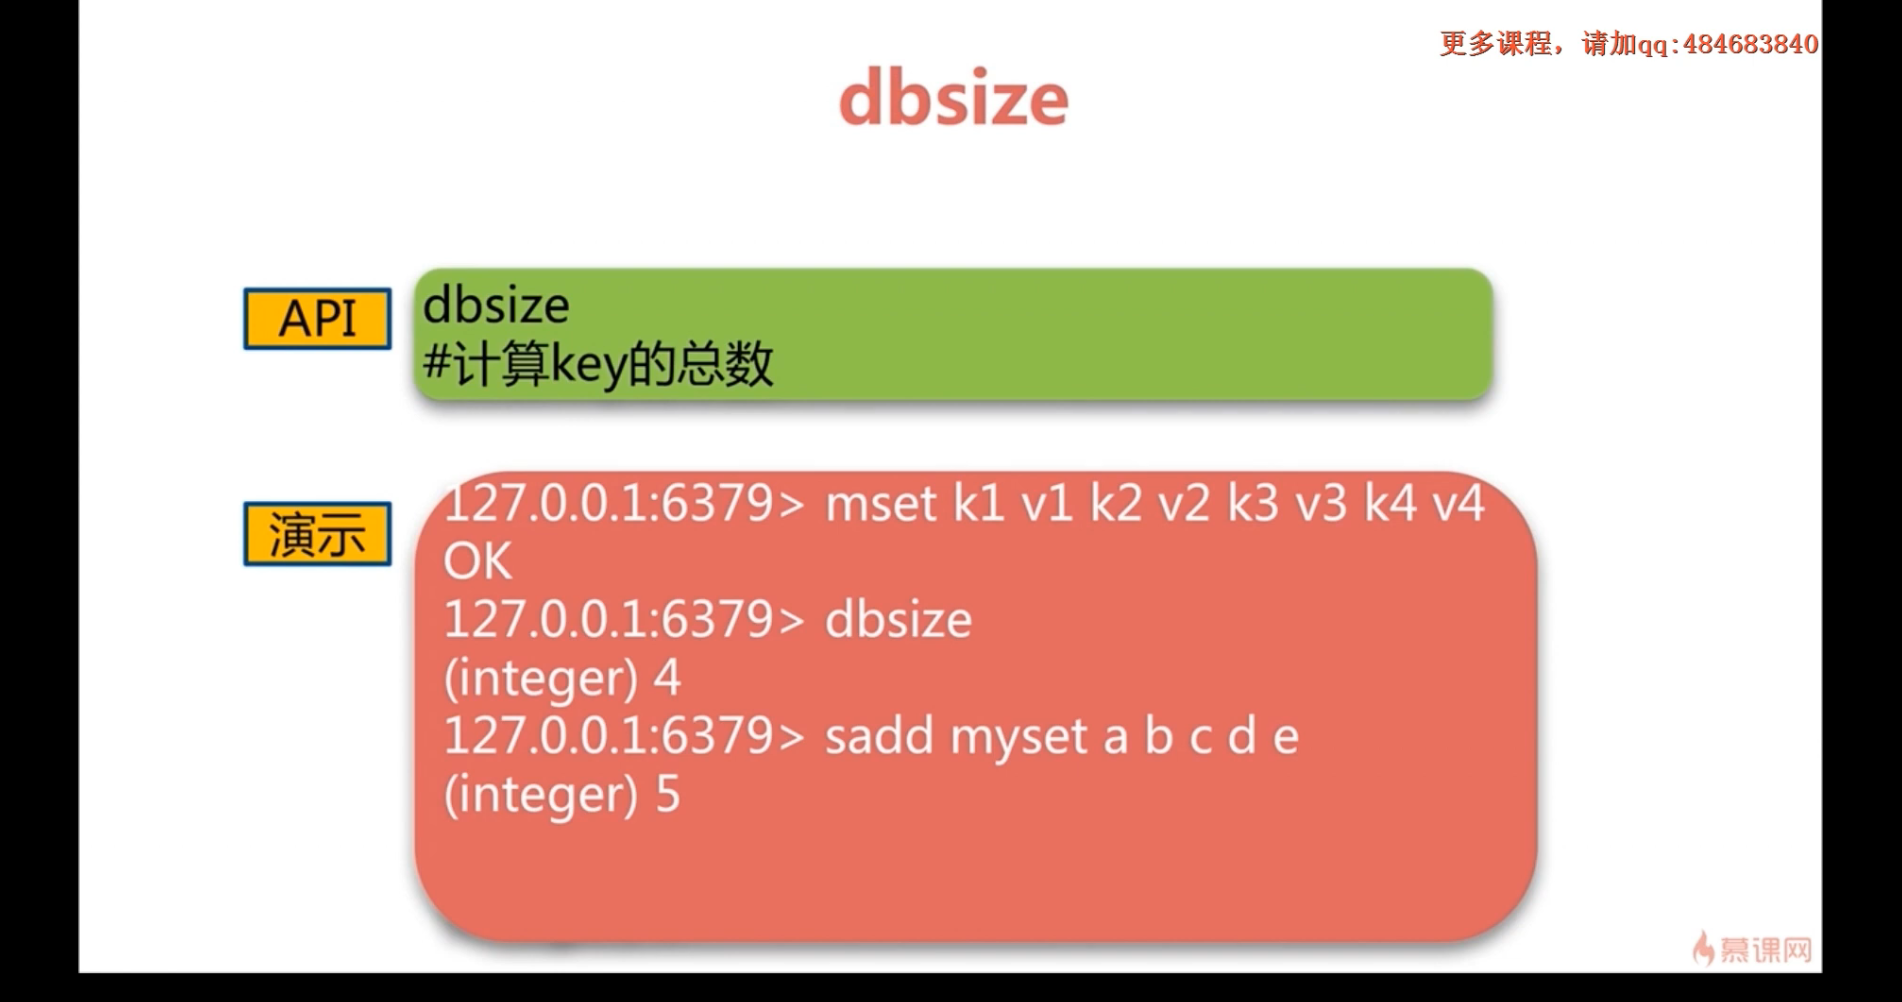 更多课程，请加qq:484683840
dbsize
API
dbsize
#计算key的总数
演示
127.0.0.1:6379> mset k1 v1 k2 v2 k3 v3 k4 v4
OK
127.0.0.1:6379> dbsize
(integer) 4
127.0.0.1:6379> sadd myset a b c d e
(integer) 5
慕课网